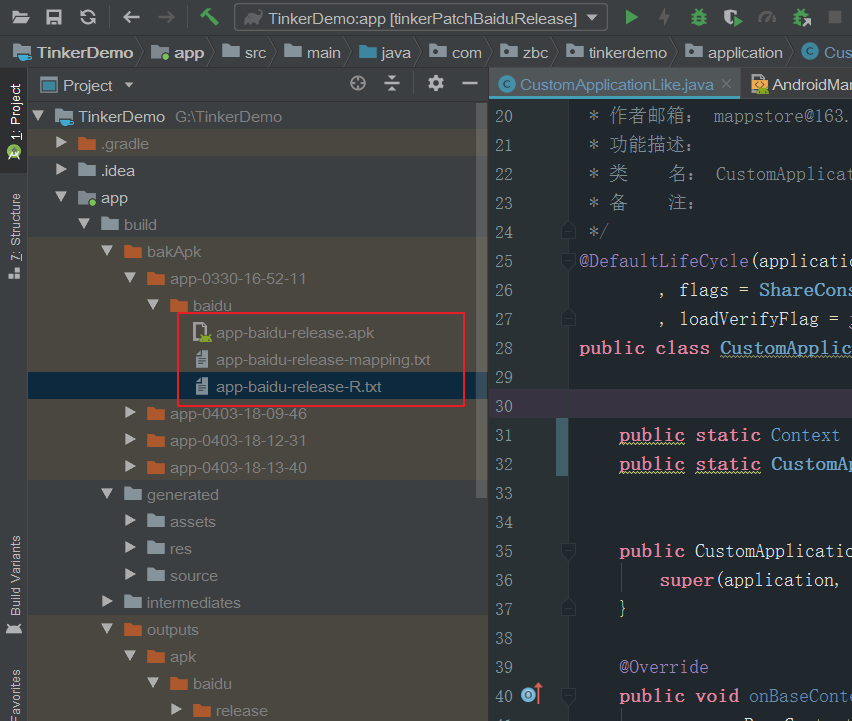 TinkerDemo:app [tinkerPatchBaiduRelease]
TinkerDemo app src main java com zbc tinkerdemo application Cus
1: Project
7: Structure
Build Variants
Favorites
Project
TinkerDemo G:\TinkerDemo
.gradle
.idea
app
build
bakApk
app-0330-16-52-11
baidu
app-baidu-release.apk
app-baidu-release-mapping.txt
app-baidu-release-R.txt
app-0403-18-09-46
app-0403-18-12-31
app-0403-18-13-40
generated
assets
res
source
intermediates
outputs
apk
baidu
release
CustomApplicationLike.java AndroidMa
20 * 作者邮箱： mappstore@163.
21 * 功能描述：
22 * 类 名： CustomApplicat
23 * 备 注：
24 */
25 @DefaultLifeCycle(applicatio
26 , flags = ShareCons
27 , loadVerifyFlag =
28 public class CustomApplic
29
30
31 public static Context
32 public static CustomAp
33
34
35 public CustomApplicatio
36 super(application,
37 }
38
39 @Override
40 public void onBaseConte